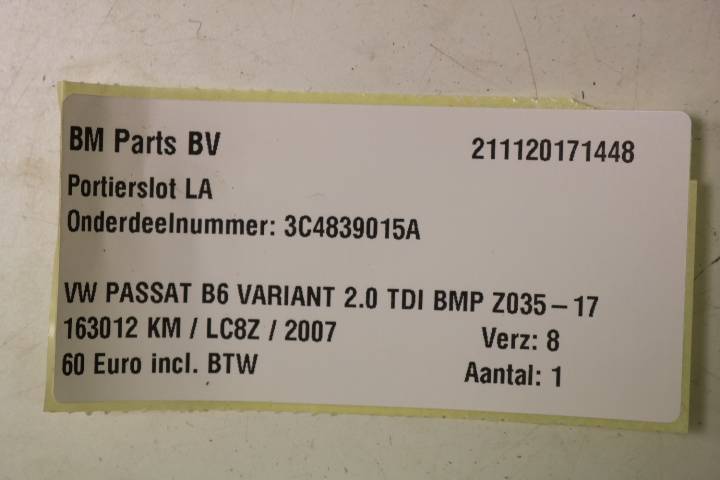 BM Parts BV 211120171448
Portierslot LA
Onderdeelnummer: 3C4839015A
VW PASSAT B6 VARIANT 2.0 TDI BMP Z035-17
163012 KM / LC8Z / 2007 Verz: 8
60 Euro incl. BTW Aantal: 1